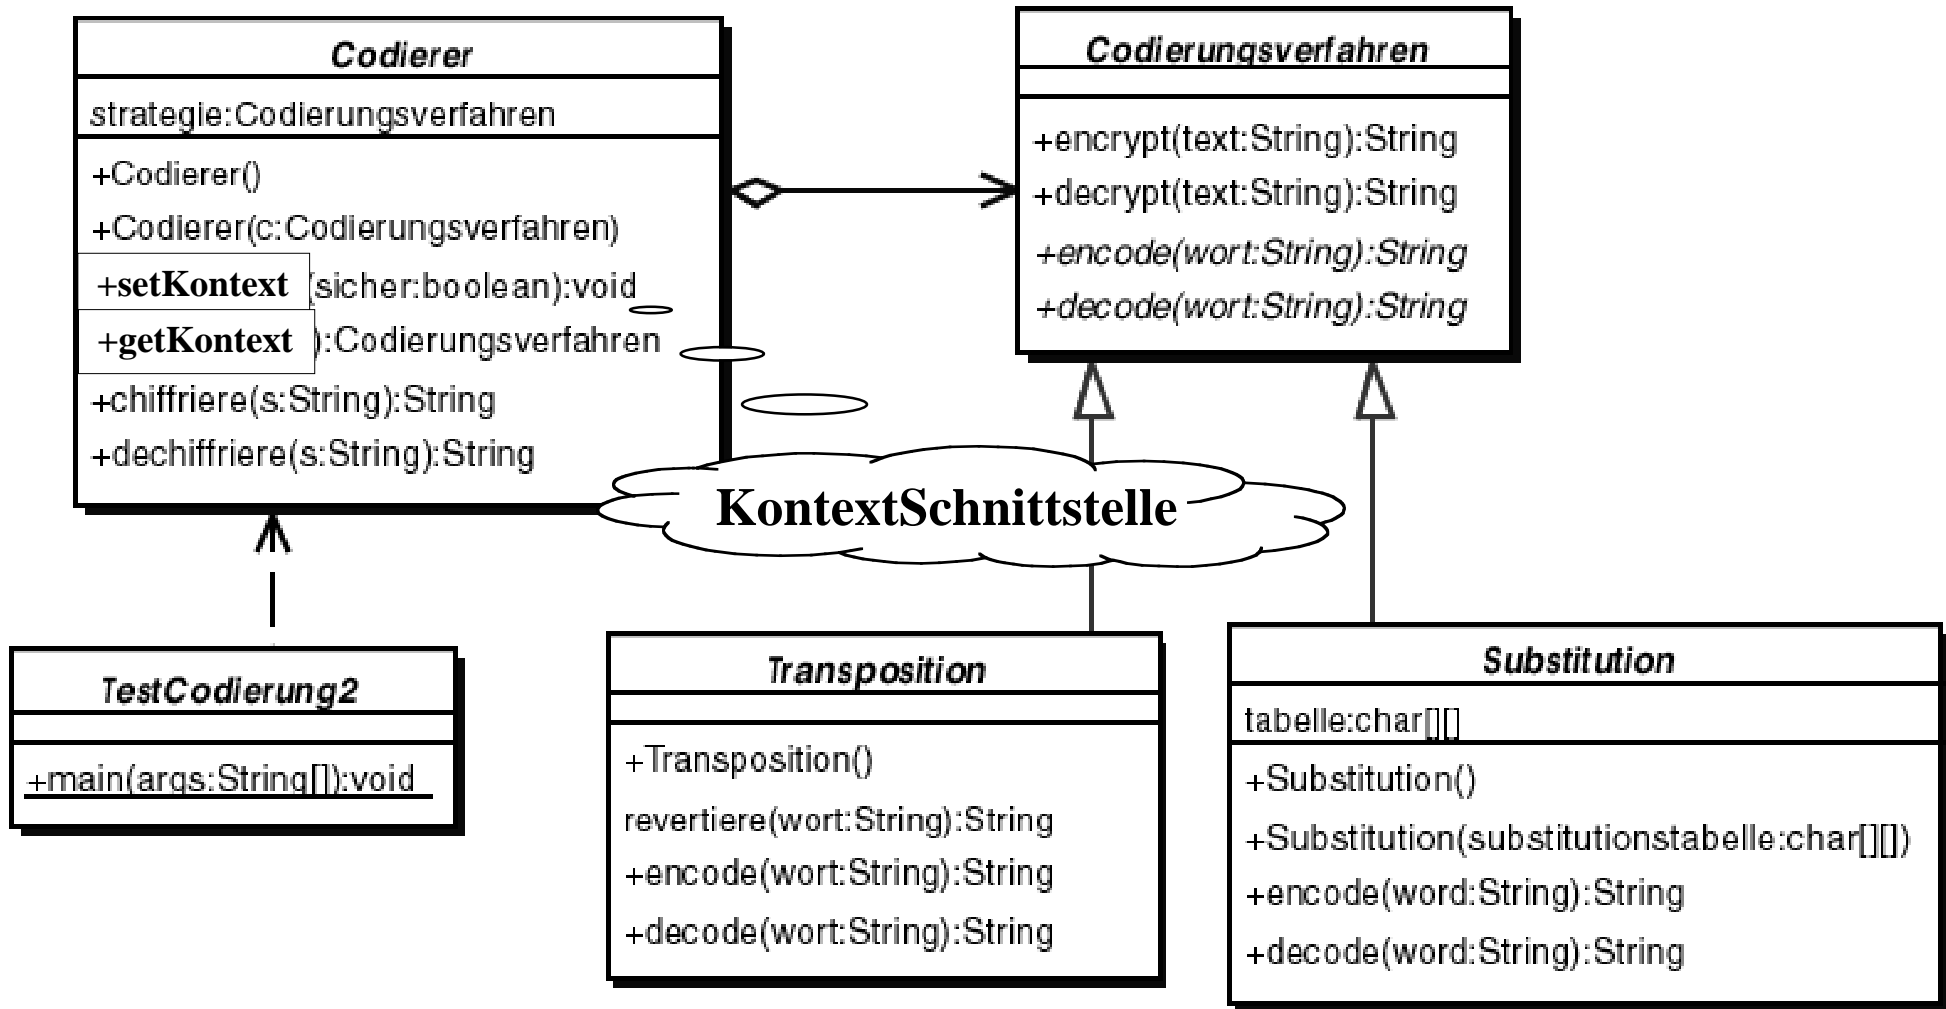 Codierer
strategie:Codierungsverfahren
+Codierer()
+Codierer(c:Codierungsverfahren)
+setKontext (sicher:boolean):void
+getKontext ):Codierungsverfahren
+chiffriere(s:String):String
+dechiffriere(s:String):String
Codierungsverfahren
+encrypt(text:String):String
+decrypt(text:String):String
+encode(wort:String):String
+decode(wort:String):String
KontextSchnittstelle
TestCodierung2
+main(args:String[]):void
Transposition
+Transposition()
revertiere(wort:String):String
+encode(wort:String):String
+decode(wort:String):String
Substitution
tabelle:char[][]
+Substitution()
+Substitution(substitutionstabelle:char[][])
+encode(word:String):String
+decode(word:String):String